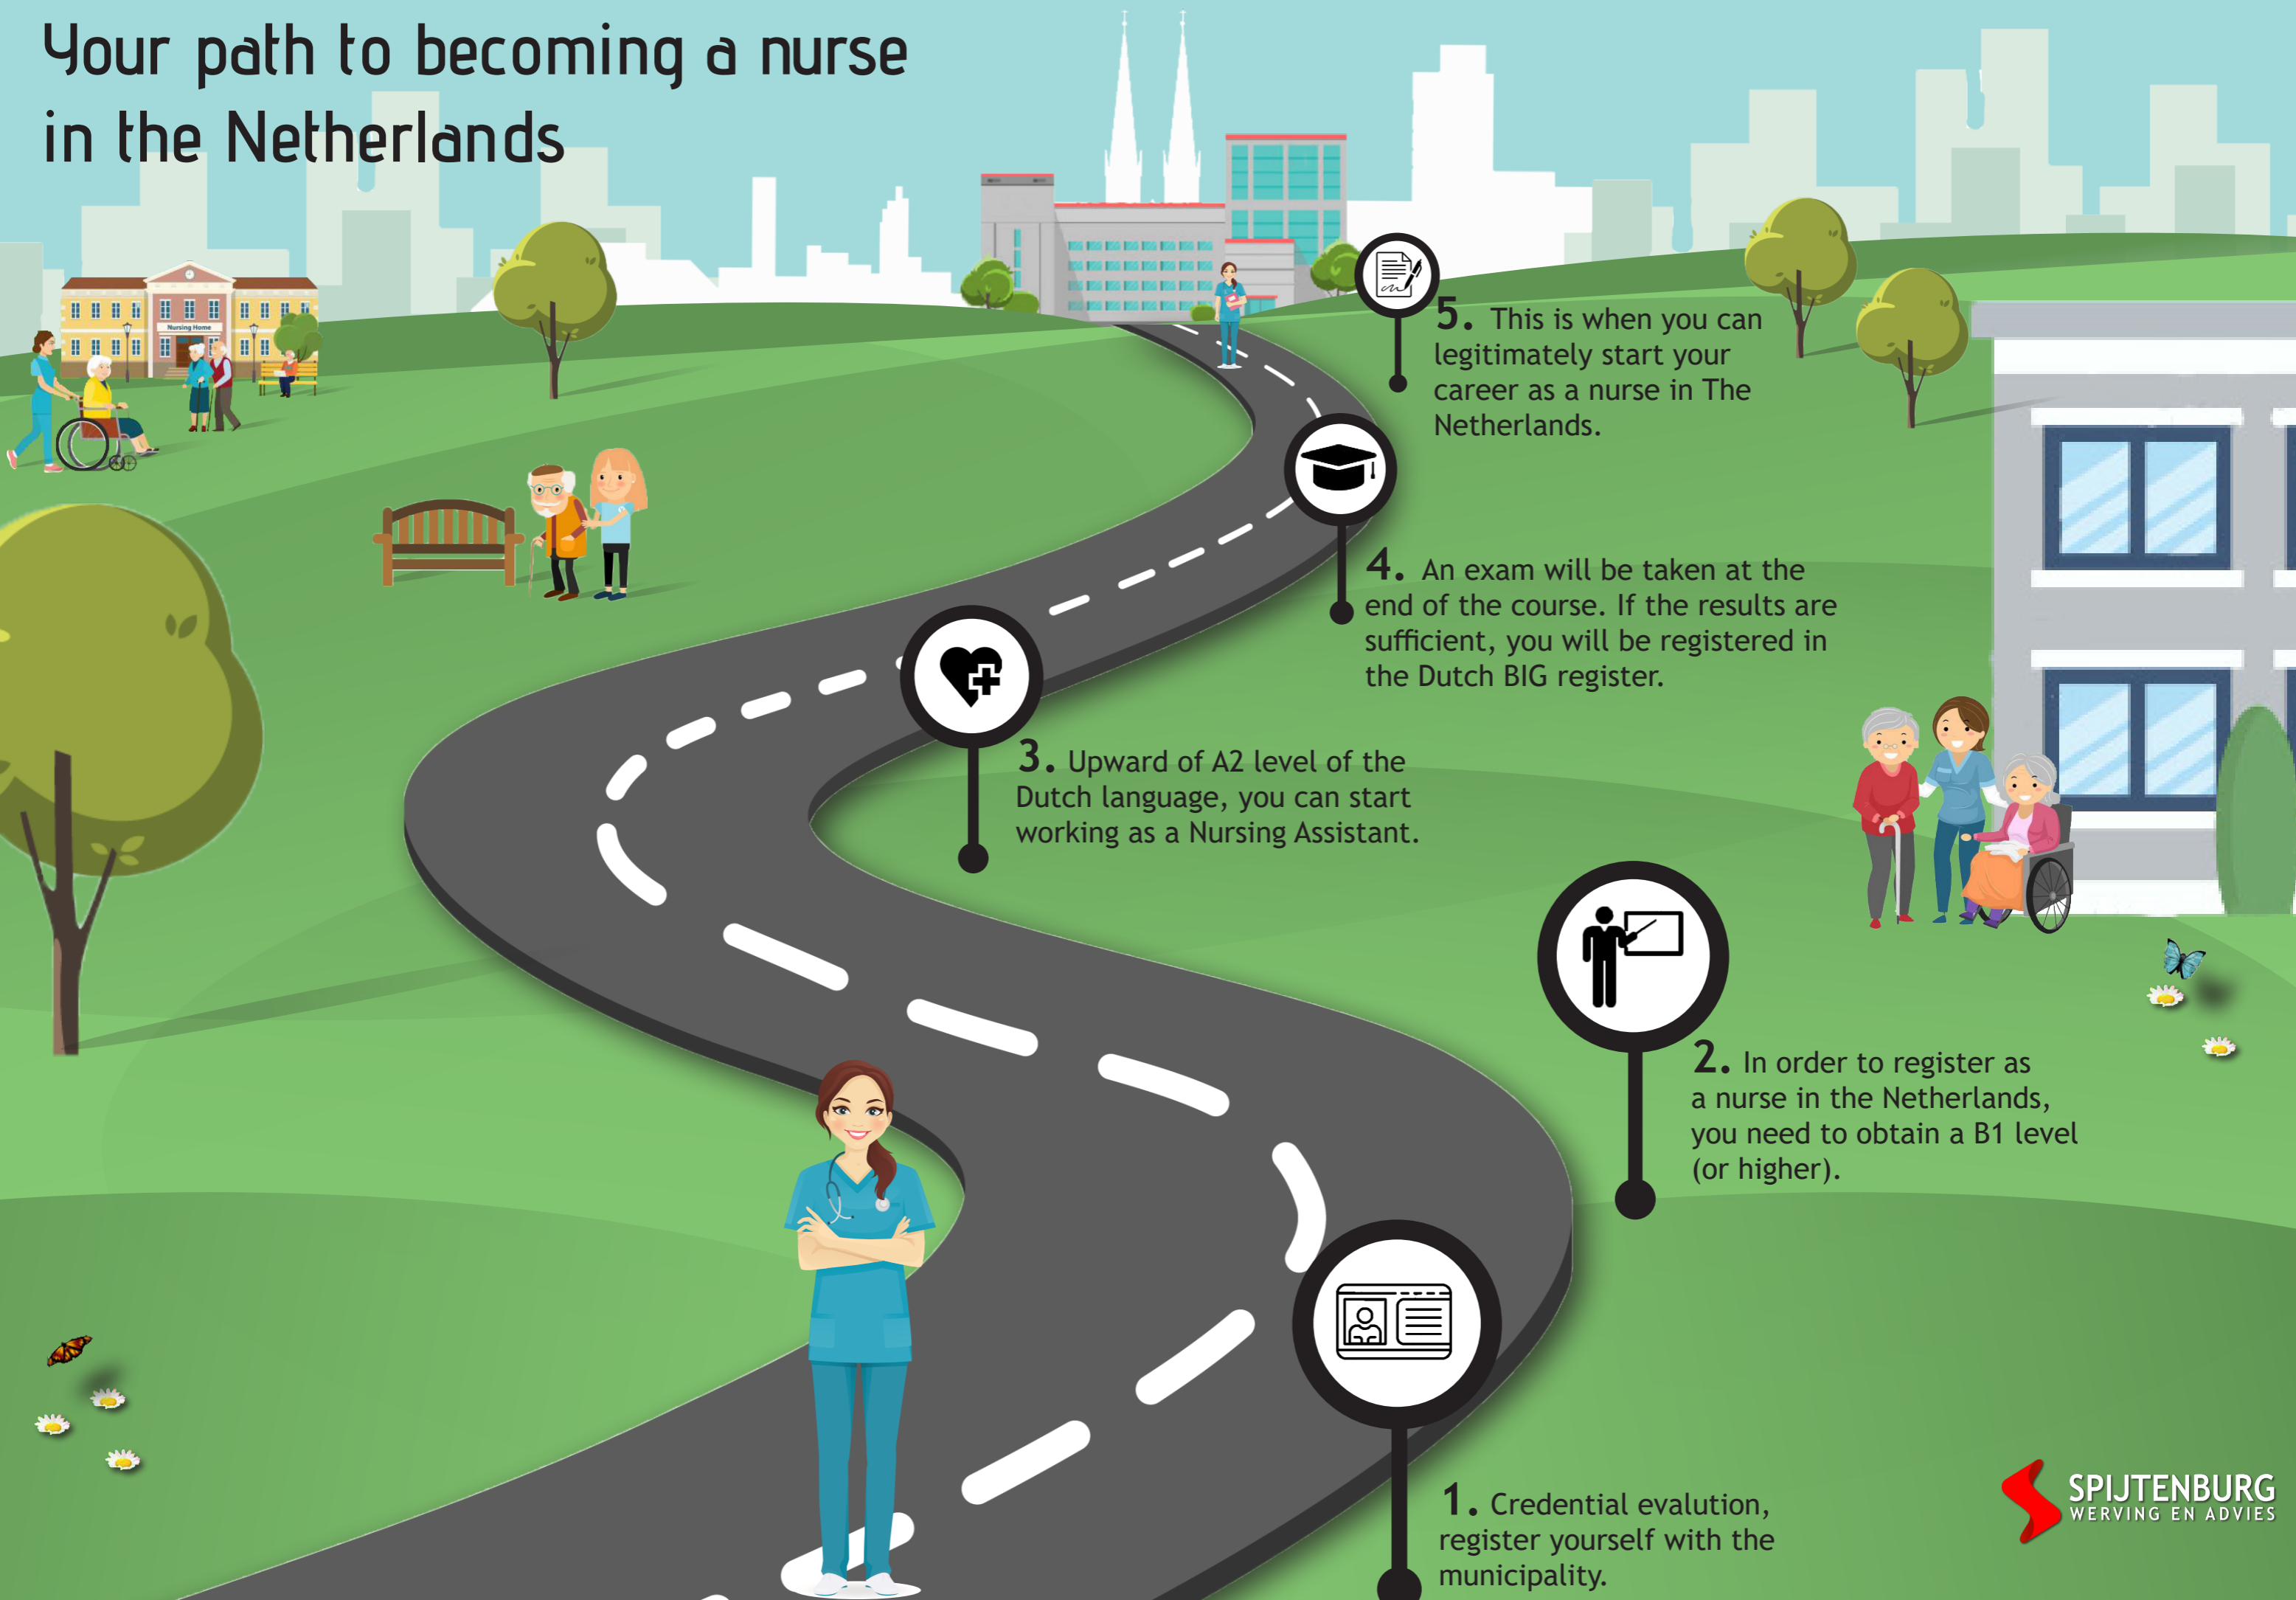 Your path to becoming a nurse
in the Netherlands
Nursing Home
5. This is when you can
legitimately start your
career as a nurse in The
Netherlands.
4. An exam will be taken at the
end of the course. If the results are
sufficient, you will be registered in
the Dutch BIG register.
3. Upward of A2 level of the
Dutch language, you can start
working as a Nursing Assistant.
2. In order to register as
a nurse in the Netherlands,
you need to obtain a B1 level
(or higher).
1. Credential evalution,
register yourself with the
municipality.
SPIJTENBURG
WERVING EN ADVIES